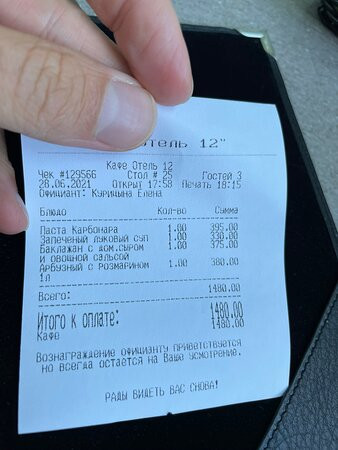 отель 12"
Кафе Отель 12
Чек #129566 Стол # 25 Гостей 3
28.06.2021 Открыт 17:58 Печать 18:15
Официант: Курицына Елена
Блюдо Кол-во Сумма
Паста Карбонара 1.00 395.00
Запеченый луковый суп 1.00 330.00
Баклажан с дом.сыром 1.00 375.00
и овощной сальсой
Арбузный с розмарином 1.00 380.00
1л
Всего: 1480.00
Итого к оплате: 1480.00
Кафе 1480.00
Вознаграждение официанту приветствуется
но всегда остается на Ваше усмотрение.
РАДЫ ВИДЕТЬ ВАС СНОВА!